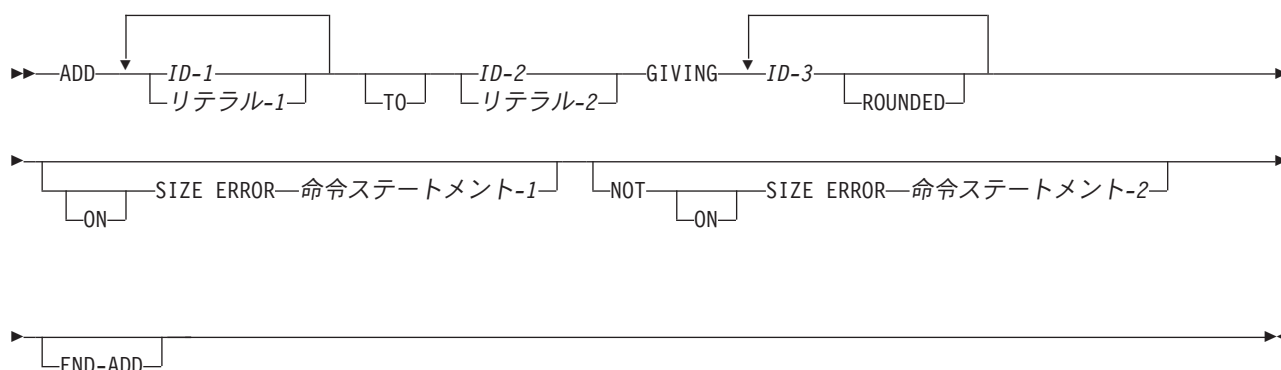 ADD ID-1 TO ID-2 GIVING ID-3
リテラル-1 リテラル-2 ROUNDED
SIZE ERROR 命令ステートメント-1 NOT SIZE ERROR 命令ステートメント-2
ON ON
END-ADD